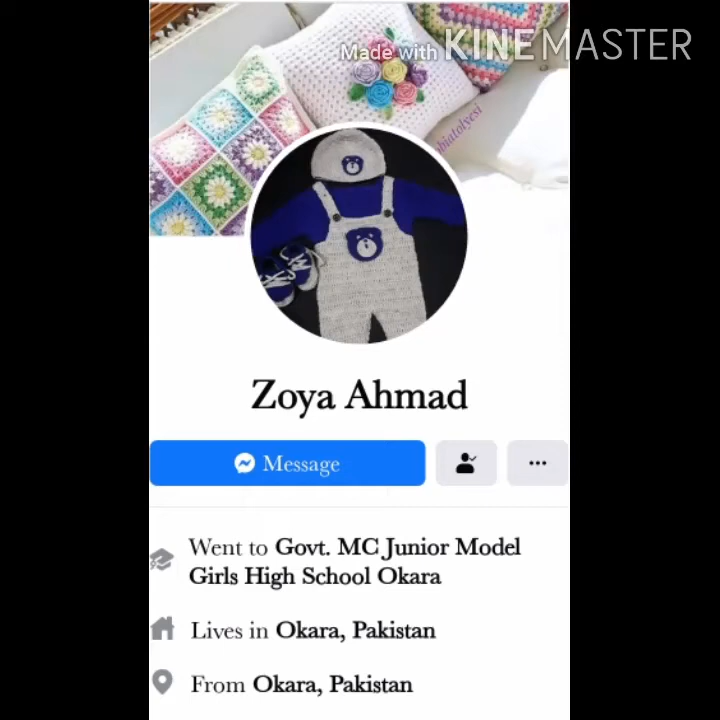 Made with KINEMASTER
Zoya Ahmad
Message
Went to Govt. MC Junior Model
Girls High School Okara
Lives in Okara, Pakistan
From Okara, Pakistan